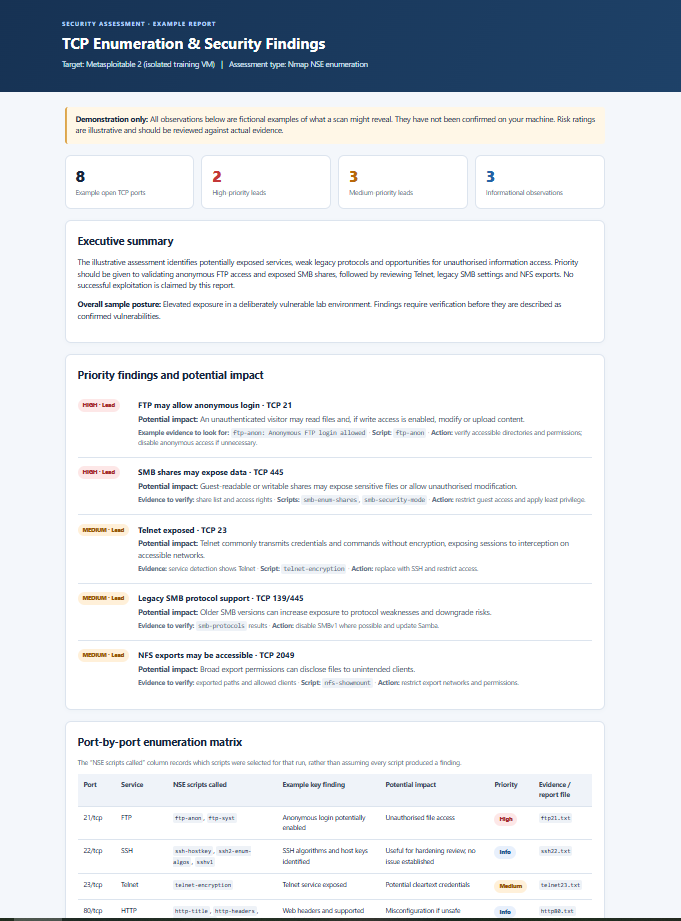 SECURITY ASSESSMENT · EXAMPLE REPORT
TCP Enumeration & Security Findings
Target: Metasploitable 2 (isolated training VM) | Assessment type: Nmap NSE enumeration
Demonstration only: All observations below are fictional examples of what a scan might reveal. They have not been confirmed on your machine. Risk ratings
are illustrative and should be reviewed against actual evidence.
8
Example open TCP ports
2
High-priority leads
3
Medium-priority leads
3
Informational observations
Executive summary
The illustrative assessment identifies potentially exposed services, weak legacy protocols and opportunities for unauthorised information access. Priority
should be given to validating anonymous FTP access and exposed SMB shares, followed by reviewing Telnet, legacy SMB settings and NFS exports. No
successful exploitation is claimed by this report.
Overall sample posture: Elevated exposure in a deliberately vulnerable lab environment. Findings require verification before they are described as
confirmed vulnerabilities.
Priority findings and potential impact
HIGH · Lead
FTP may allow anonymous login · TCP 21
Potential impact: An unauthenticated visitor may read files and, if write access is enabled, modify or upload content.
Example evidence to look for: ftp-anon: Anonymous FTP login allowed · Script: ftp-anon · Action: verify accessible directories and permissions;
disable anonymous access if unnecessary.
HIGH · Lead
SMB shares may expose data · TCP 445
Potential impact: Guest-readable or writable shares may expose sensitive files or allow unauthorised modification.
Evidence to verify: share list and access rights · Scripts: smb-enum-shares, smb-security-mode · Action: restrict guest access and apply least privilege.
MEDIUM · Lead
Telnet exposed · TCP 23
Potential impact: Telnet commonly transmits credentials and commands without encryption, exposing sessions to interception on
accessible networks.
Evidence: service detection shows Telnet · Script: telnet-encryption · Action: replace with SSH and restrict access.
MEDIUM · Lead
Legacy SMB protocol support · TCP 139/445
Potential impact: Older SMB versions can increase exposure to protocol weaknesses and downgrade risks.
Evidence to verify: smb-protocols results · Action: disable SMBv1 where possible and update Samba.
MEDIUM · Lead
NFS exports may be accessible · TCP 2049
Potential impact: Broad export permissions can disclose files to unintended clients.
Evidence to verify: exported paths and allowed clients · Script: nfs-showmount · Action: restrict export networks and permissions.
Port-by-port enumeration matrix
The "NSE scripts called" column records which scripts were selected for that run, rather than assuming every script produced a finding.
Port Service NSE scripts called Example key finding Potential impact Priority Evidence /
report file
21/tcp FTP ftp-anon, ftp-syst Anonymous login potentially Unauthorised file access High ftp21.txt
enabled
22/tcp SSH ssh-hostkey, ssh2-enum- SSH algorithms and host keys Useful for hardening review; no Info ssh22.txt
algos, sshv1 identified issue established
23/tcp Telnet telnet-encryption Telnet service exposed Potential cleartext credentials Medium telnet23.txt
80/tcp HTTP http-title, http-headers, Web headers and supported Misconfiguration if unsafe Info http80.txt